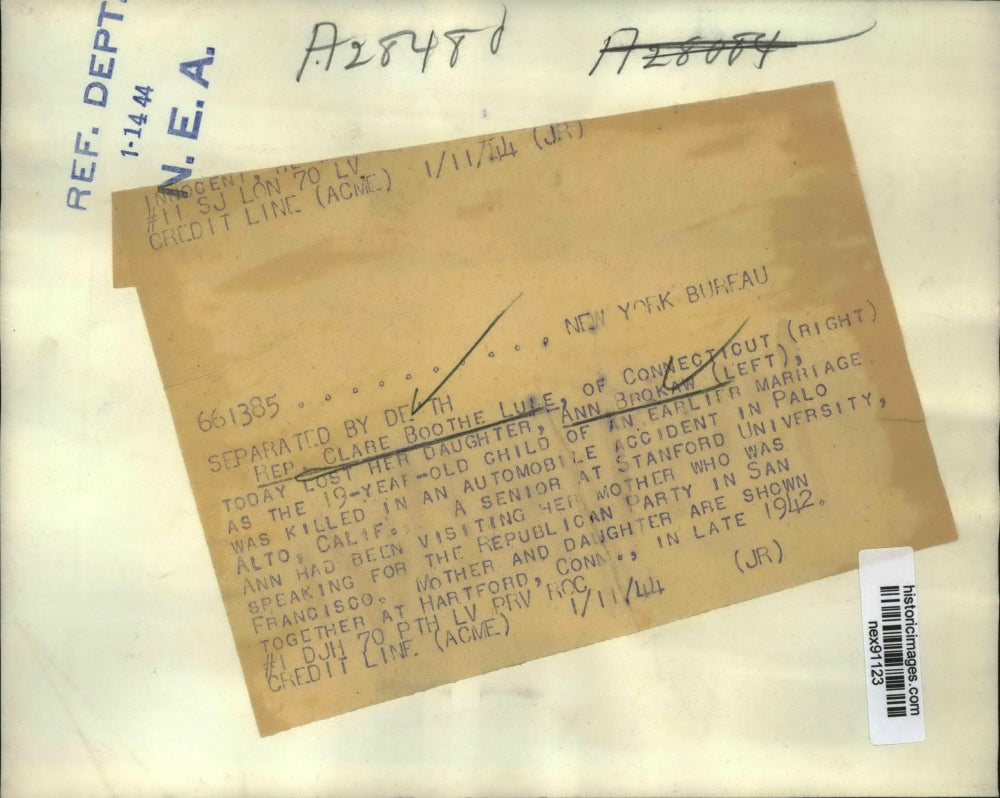 A28481
A28084
REF. DEPT.
1-14 44
N. E. A.
INNOCENT,
#11 SJ LON 70 LV 1/11/44 (JR)
CREDIT LINE (ACME)
661385 . . . . . . . . . . NEW YORK BUREAU
SEPARATED BY DEATH
REP. CLARE BOOTHE LUCE, OF CONNECTICUT (RIGHT)
TODAY LOST HER DAUGHTER, ANN BROKAW (LEFT),
AS THE 19-YEAR-OLD CHILD OF AN EARLIER MARRIAGE
WAS KILLED IN AN AUTOMOBILE ACCIDENT IN PALO
ALTO, CALIF. A SENIOR AT STANFORD UNIVERSITY,
ANN HAD BEEN VISITING HER MOTHER WHO WAS
SPEAKING FOR THE REPUBLICAN PARTY IN SAN
FRANCISCO. MOTHER AND DAUGHTER ARE SHOWN
TOGETHER AT HARTFORD, CONN., IN LATE 1942.
#1 DJH 70 PTH LV PRV ROC (JR)
CREDIT LINE (ACME) 1/11/44
historicimages.com
nex91123